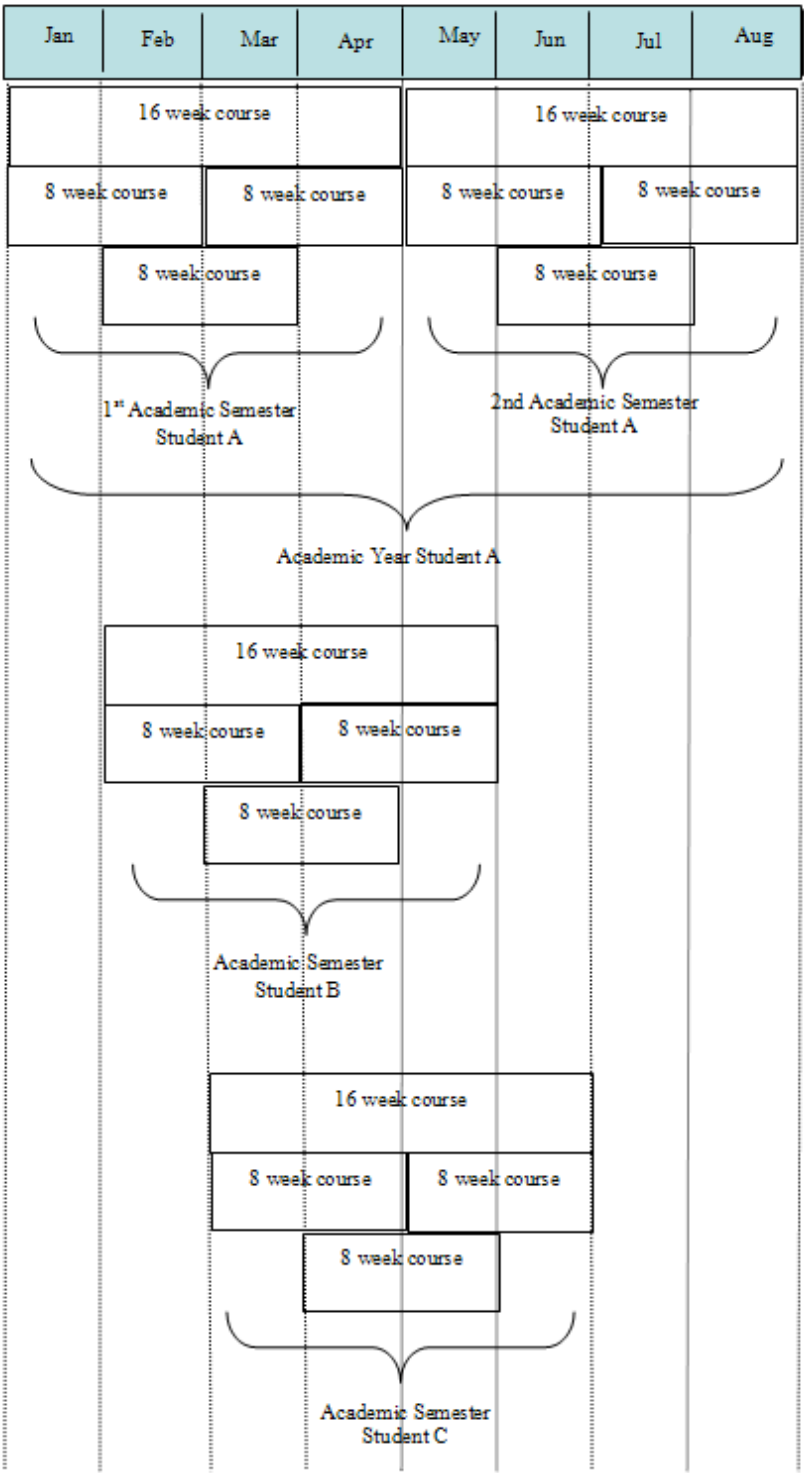 Jan Feb Mar Apr May Jun Jul Aug
16 week course 16 week course
8 week course 8 week course 8 week course 8 week course
8 week course 8 week course
1st Academic Semester
Student A
2nd Academic Semester
Student A
Academic Year Student A
16 week course
8 week course 8 week course
8 week course
Academic Semester
Student B
16 week course
8 week course 8 week course
8 week course
Academic Semester
Student C